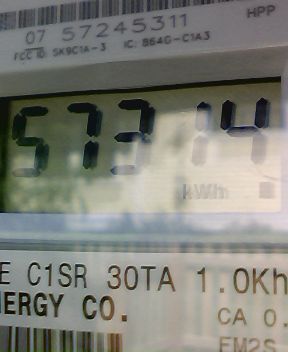 07 57245311 HPP
FCC ID: SK9C1A-3 IC: 864G-C1A3
57314
kWh
E C1SR 30TA 1.0Kh
NERGY CO.
CA 0.
FM2S